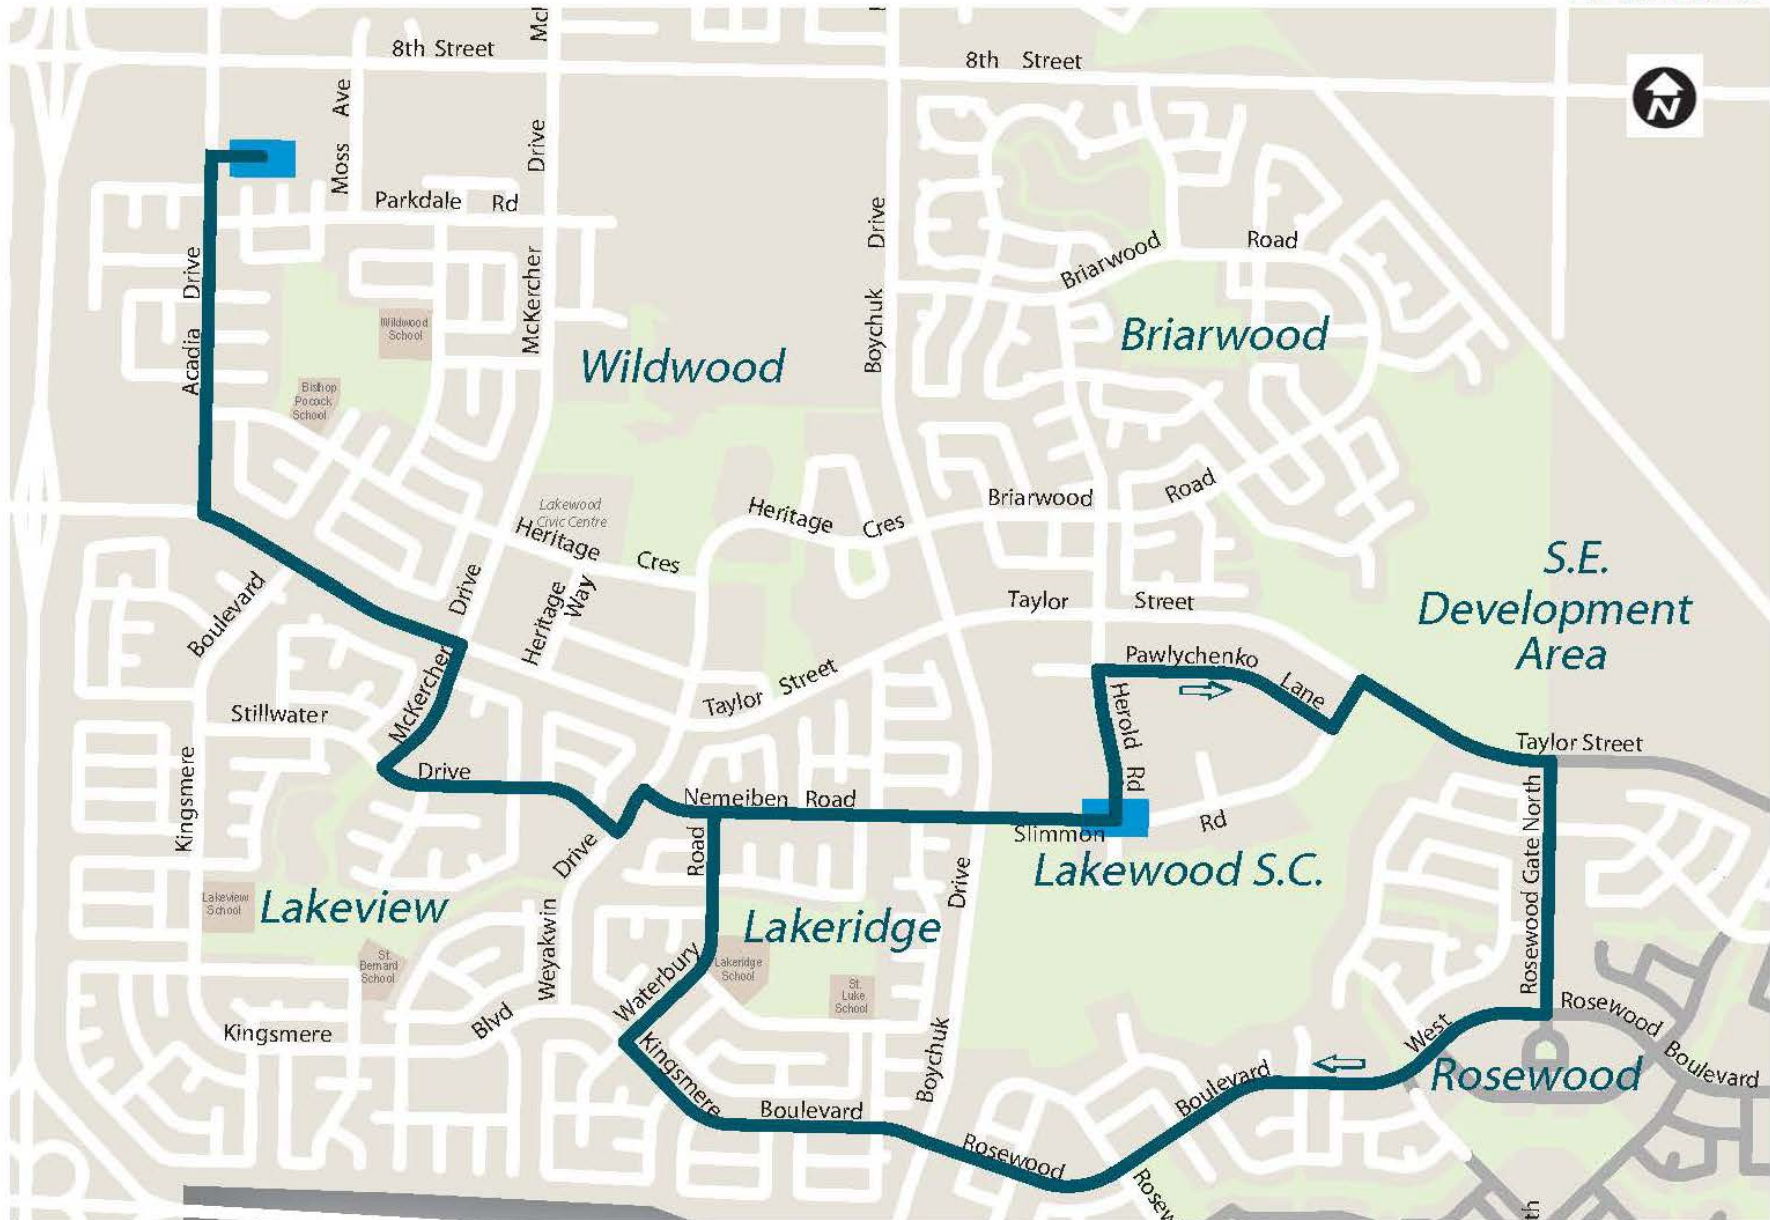 8th Street
8th Street
N
Moss Ave
Drive
Parkdale Rd
Drive
Briarwood
Road
Acadia Drive
McKercher
Boychuk
Wildwood
School
Wildwood
Briarwood
Bishop
Pocock
School
Lakewood
Civic Centre
Heritage
Cres
Heritage
Cres
Briarwood
Road
S.E.
Development
Area
Boulevard
Drive
Heritage
Way
Taylor Street
McKercher
Taylor Street
Pawlychenko
Lane
Stillwater
Herold Rd
Taylor Street
Kingsmere
Drive
Nemeiben Road
Slimmon
Rd
Drive
Road
Lakewood S.C.
Rosewood Gate North
Lakeview
School
Lakeview
Weyakwin
Lakeridge
Drive
St.
Bernard
School
Lakeridge
School
St.
Luke
School
Waterbury
Kingsmere
Blvd
Kingsmere
Boulevard
Boychuk
West
Rosewood
Boulevard
Rosewood
Boulevard
Rosewood